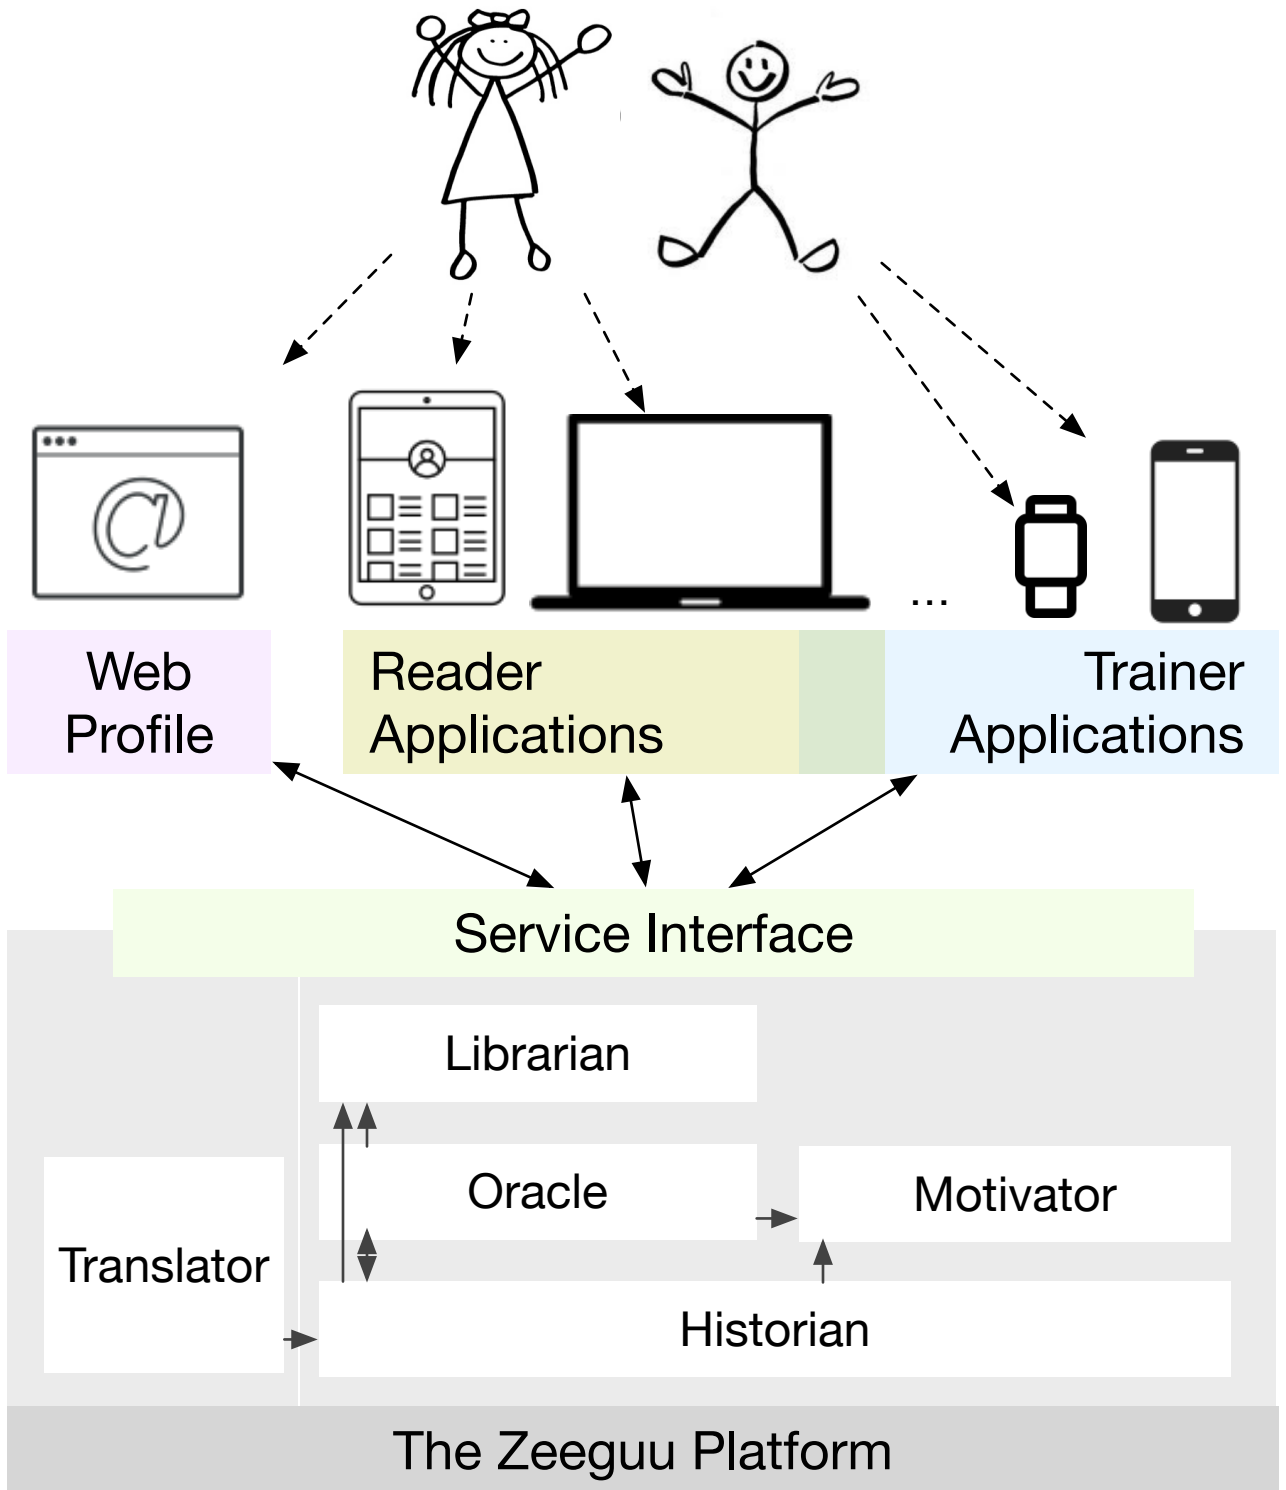 ...
Web
Profile
Reader
Applications
Trainer
Applications
Service Interface
Librarian
Oracle
Motivator
Translator
Historian
The Zeeguu Platform